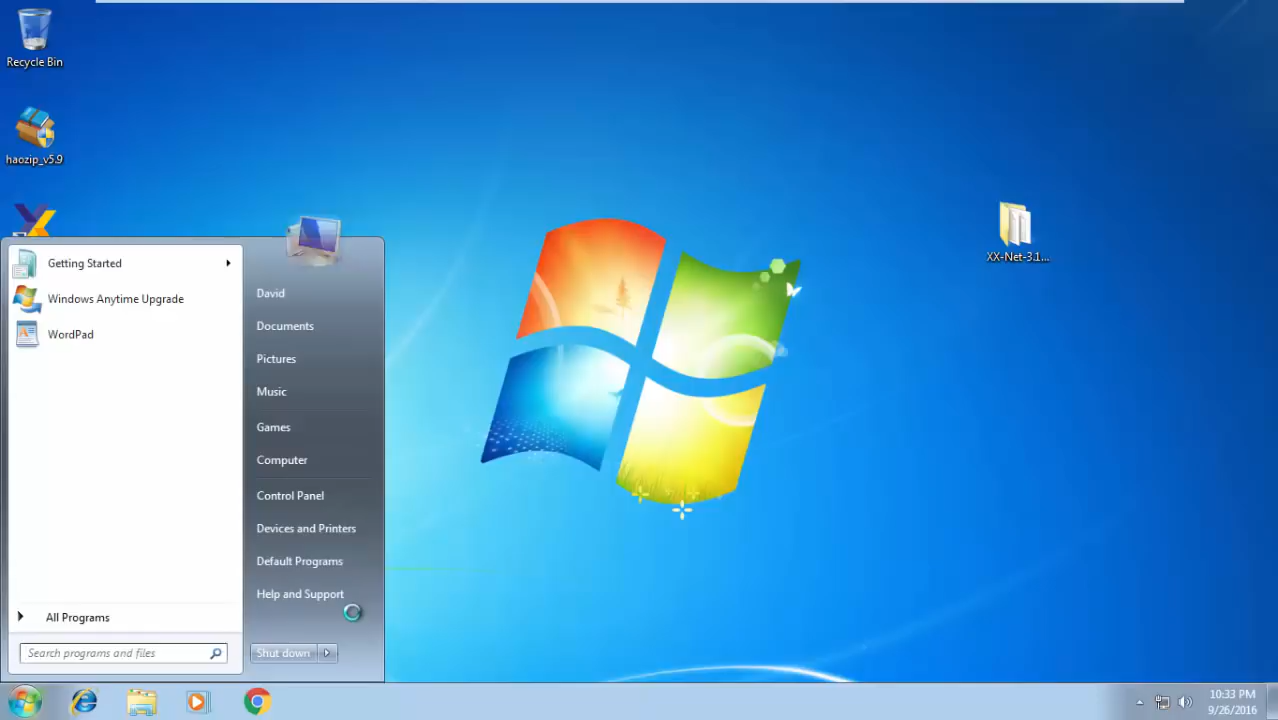 Recycle Bin
haozip_v5.9
XX-Net-3.1...
Getting Started
Windows Anytime Upgrade
WordPad
All Programs
Search programs and files
David
Documents
Pictures
Music
Games
Computer
Control Panel
Devices and Printers
Default Programs
Help and Support
Shut down
10:33 PM
9/26/2016